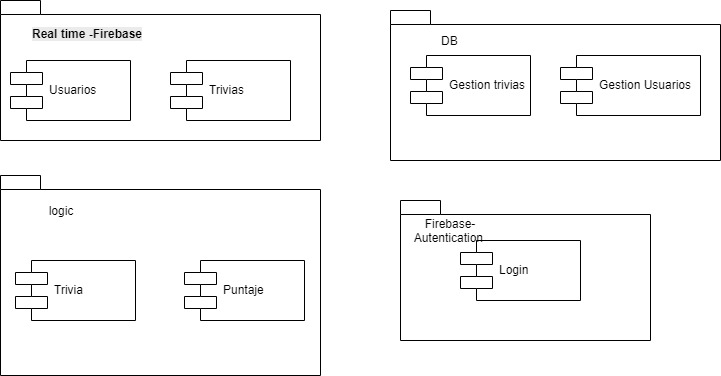 Real time -Firebase
Usuarios
Trivias
DB
Gestion trivias
Gestion Usuarios
logic
Trivia
Puntaje
Firebase-
Autentication
Login